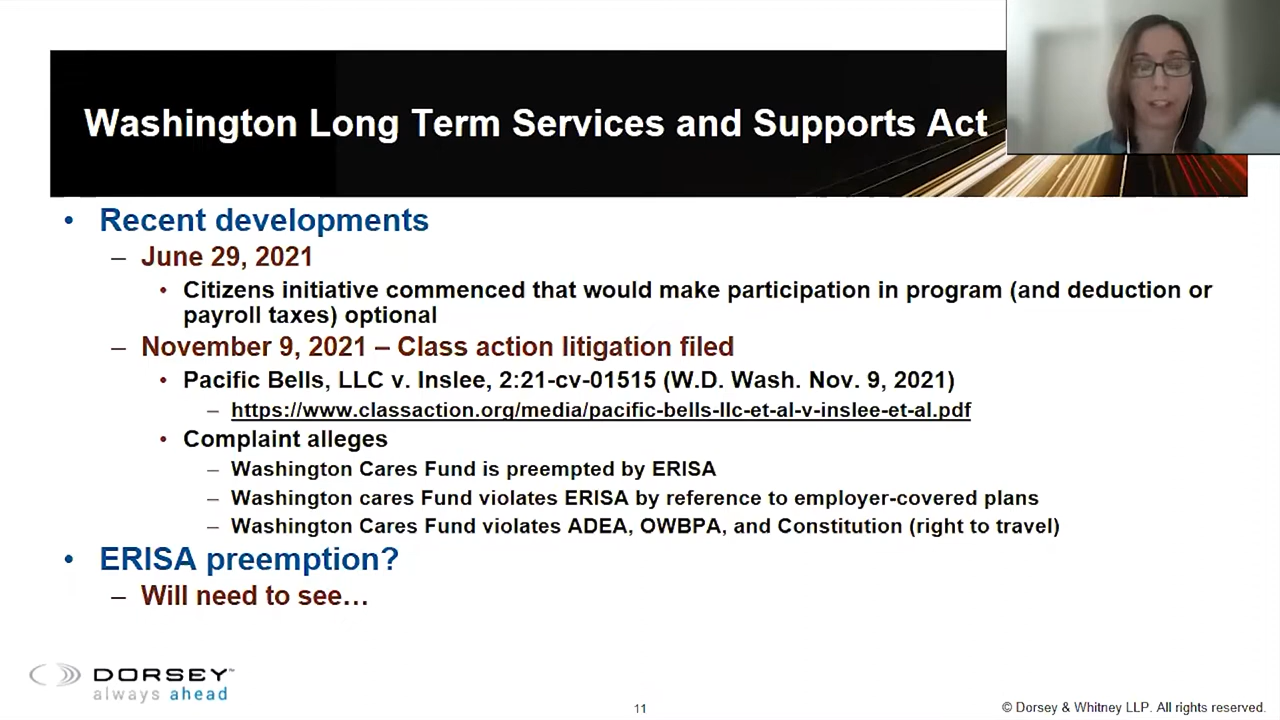 Washington Long Term Services and Supports Act
• Recent developments
– June 29, 2021
• Citizens initiative commenced that would make participation in program (and deduction or
payroll taxes) optional
– November 9, 2021 – Class action litigation filed
• Pacific Bells, LLC v. Inslee, 2:21-cv-01515 (W.D. Wash. Nov. 9, 2021)
– https://www.classaction.org/media/pacific-bells-llc-et-al-v-inslee-et-al.pdf
• Complaint alleges
– Washington Cares Fund is preempted by ERISA
– Washington cares Fund violates ERISA by reference to employer-covered plans
– Washington Cares Fund violates ADEA, OWBPA, and Constitution (right to travel)
• ERISA preemption?
– Will need to see…
DORSEY™
always ahead
11
© Dorsey & Whitney LLP. All rights reserved.